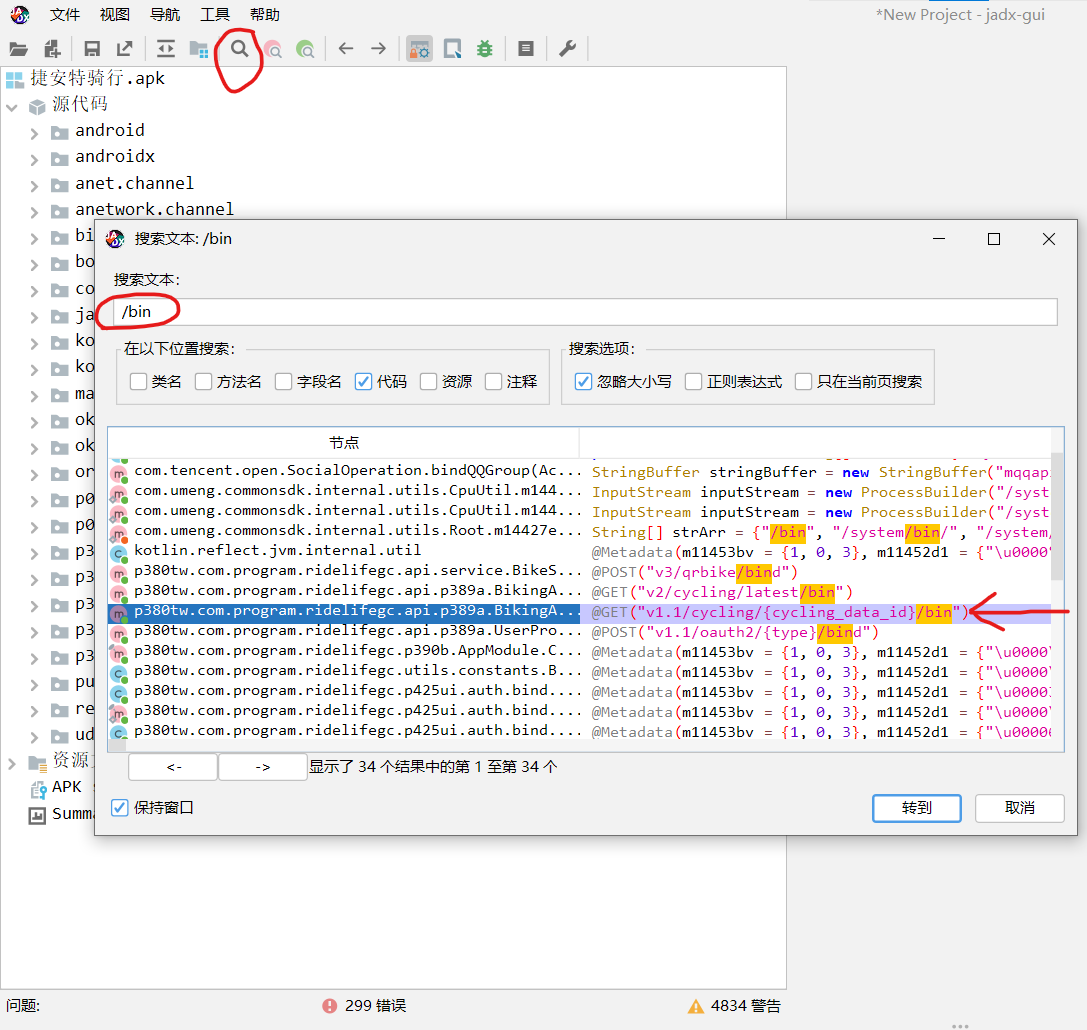 文件 视图 导航 工具 帮助 *New Project - jadx-gui
捷安特骑行.apk
源代码
android
androidx
anet.channel
anetwork.channel
bi
bo
co
ja
ko
ko
ma
ok
ok
or
p0
p0
p3
p3
p3
p3
p3
pu
re
ud
资源
APK
Summa
搜索文本: /bin
搜索文本:
/bin
在以下位置搜索:
类名 方法名 字段名 代码 资源 注释
搜索选项:
忽略大小写 正则表达式 只在当前页搜索
节点
com.tencent.open.SocialOperation.bindQQGroup(Ac... StringBuffer stringBuffer = new StringBuffer("mqqap
com.umeng.commonsdk.internal.utils.CpuUtil.m144... InputStream inputStream = new ProcessBuilder("/syst
com.umeng.commonsdk.internal.utils.CpuUtil.m144... InputStream inputStream = new ProcessBuilder("/syst
com.umeng.commonsdk.internal.utils.Root.m14427e... String[] strArr = {"/bin", "/system/bin/", "/system/
kotlin.reflect.jvm.internal.util @Metadata(m11453bv = {1, 0, 3}, m11452d1 = {"\u0000
p380tw.com.program.ridelifegc.api.service.BikeS... @POST("v3/qrbike/bind")
p380tw.com.program.ridelifegc.api.p389a.BikingA... @GET("v2/cycling/latest/bin")
p380tw.com.program.ridelifegc.api.p389a.BikingA... @GET("v1.1/cycling/{cycling_data_id}/bin")
p380tw.com.program.ridelifegc.api.p389a.UserPro... @POST("v1.1/oauth2/{type}/bind")
p380tw.com.program.ridelifegc.p390b.AppModule.C... @Metadata(m11453bv = {1, 0, 3}, m11452d1 = {"\u0000
p380tw.com.program.ridelifegc.utils.constants.B... @Metadata(m11453bv = {1, 0, 3}, m11452d1 = {"\u0000
p380tw.com.program.ridelifegc.p425ui.auth.bind.... @Metadata(m11453bv = {1, 0, 3}, m11452d1 = {"\u0000
p380tw.com.program.ridelifegc.p425ui.auth.bind.... @Metadata(m11453bv = {1, 0, 3}, m11452d1 = {"\u0000
p380tw.com.program.ridelifegc.p425ui.auth.bind.... @Metadata(m11453bv = {1, 0, 3}, m11452d1 = {"\u0006
<- -> 显示了 34 个结果中的第 1 至第 34 个
保持窗口 转到 取消
问题: 299 错误 4834 警告